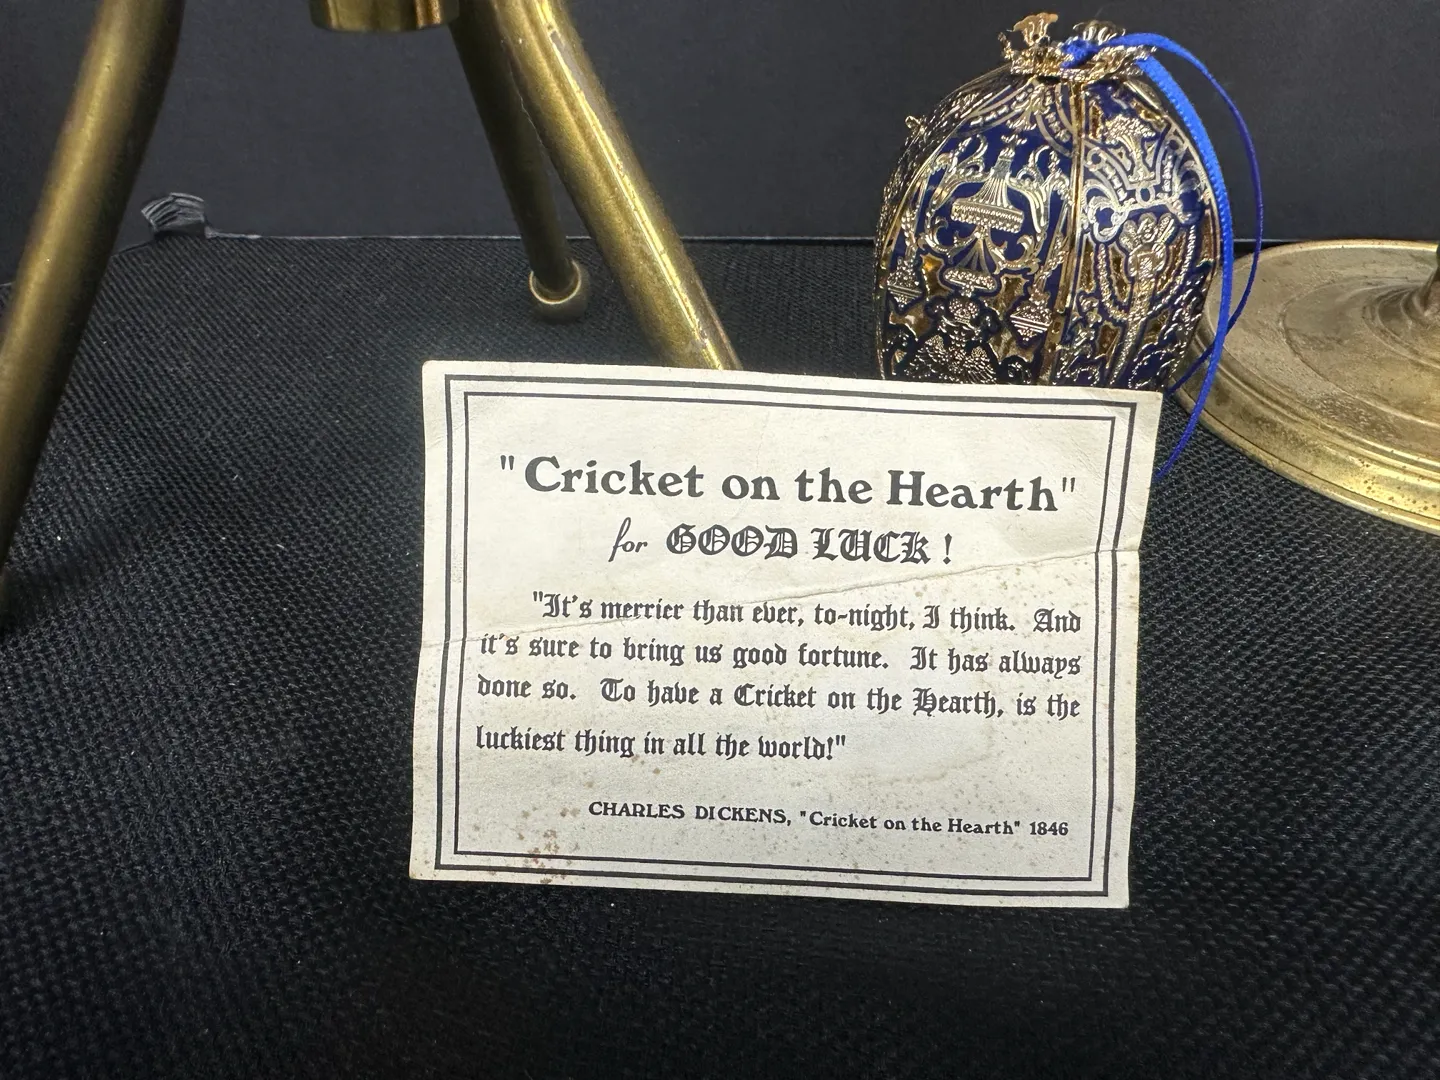 "Cricket on the Hearth"
for GOOD LUCK!
"It's merrier than ever, to-night, I think. And
it's sure to bring us good fortune. It has always
done so. To have a Cricket on the Hearth, is the
luckiest thing in all the world!"
CHARLES DICKENS, "Cricket on the Hearth" 1846